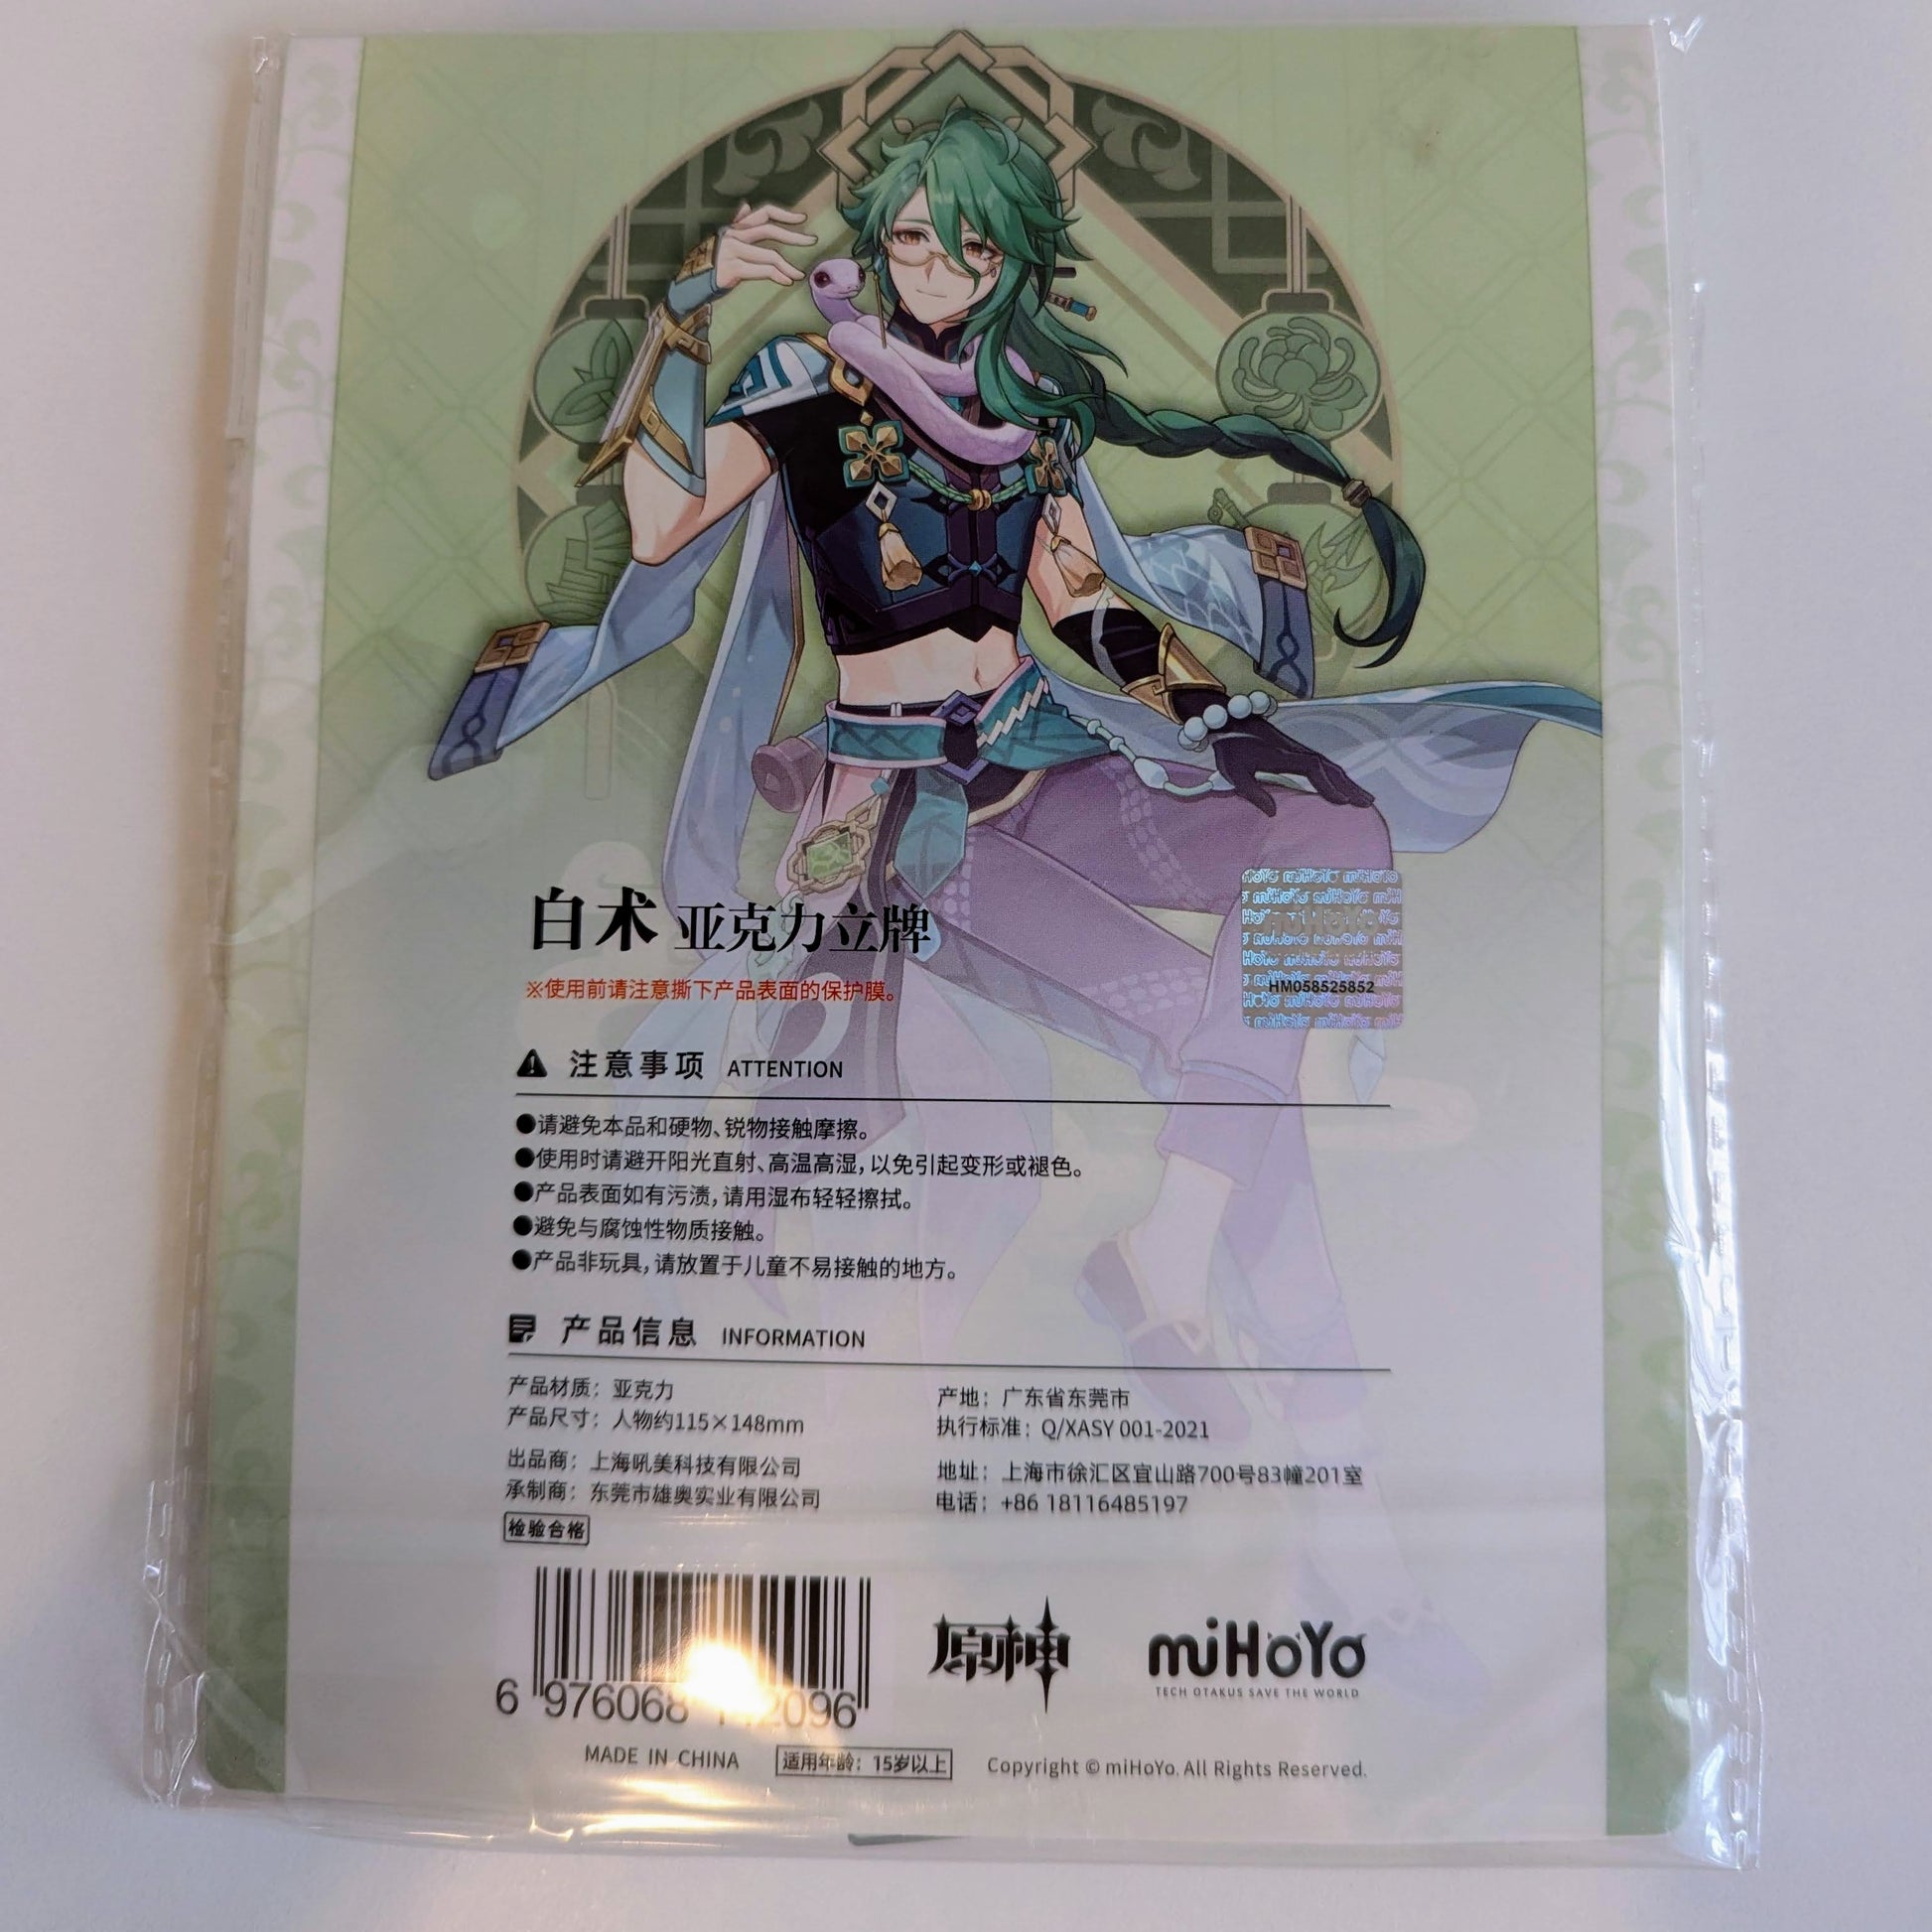 白术 亚克力立牌
※使用前请注意撕下产品表面的保护膜。
HM058525852
注意事项 ATTENTION
●请避免本品和硬物、锐物接触摩擦。
●使用时请避开阳光直射、高温高湿，以免引起变形或褪色。
●产品表面如有污渍，请用湿布轻轻擦拭。
●避免与腐蚀性物质接触。
●产品非玩具，请放置于儿童不易接触的地方。
产品信息 INFORMATION
产品材质：亚克力
产品尺寸：人物约115×148mm
出品商：上海吼美科技有限公司
承制商：东莞市雄奥实业有限公司
检验合格
产地：广东省东莞市
执行标准：Q/XASY 001-2021
地址：上海市徐汇区宜山路700号83幢201室
电话：+86 18116485197
6 976068 2096
原神
miHoYo
TECH OTAKUS SAVE THE WORLD
MADE IN CHINA
适用年龄：15岁以上
Copyright © miHoYo. All Rights Reserved.